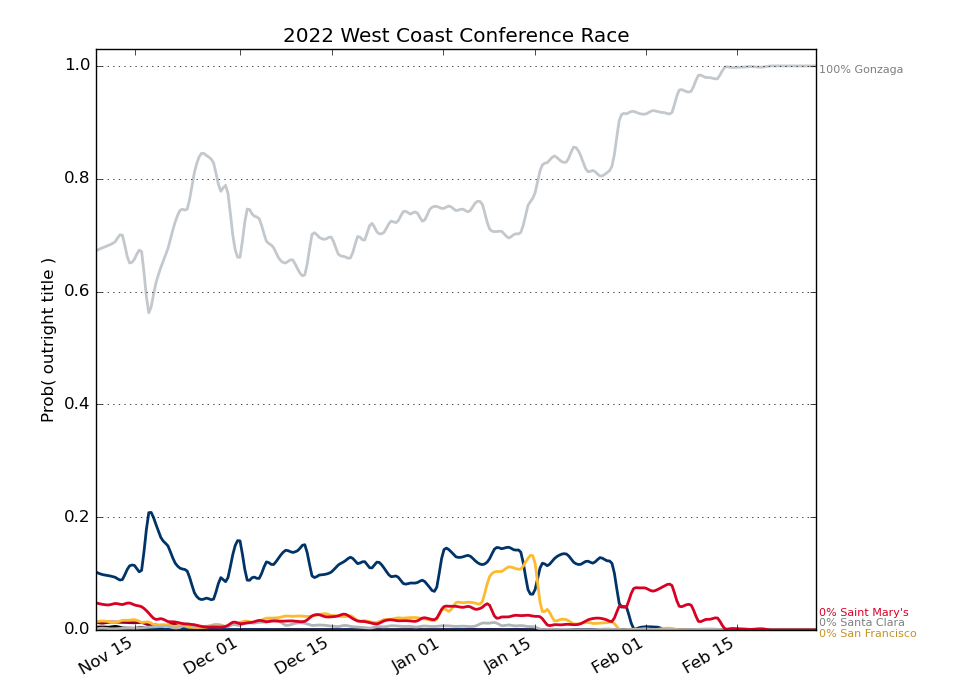 2022 West Coast Conference Race
Prob( outright title )
1.0
0.8
0.6
0.4
0.2
0.0
Nov 15
Dec 01
Dec 15
Jan 01
Jan 15
Feb 01
Feb 15
100% Gonzaga
0% Saint Mary's
0% Santa Clara
0% San Francisco